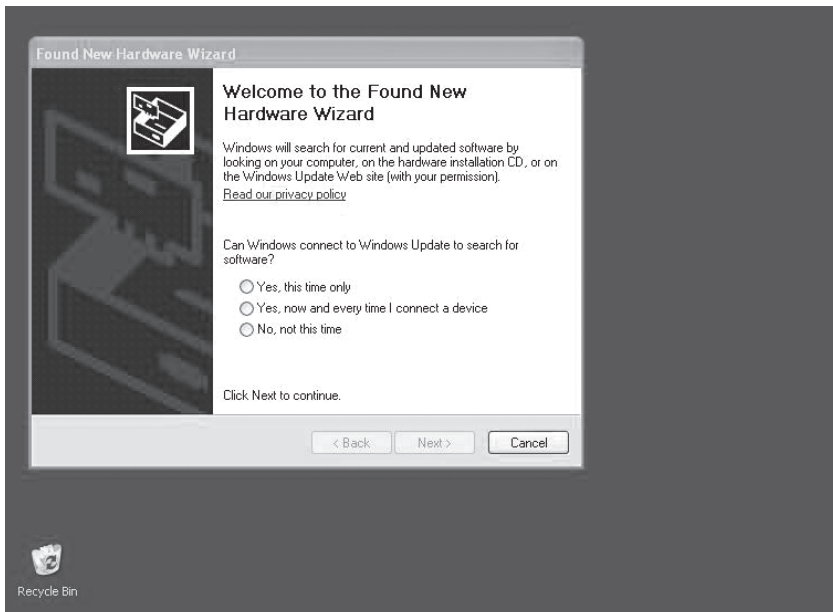 Found New Hardware Wizard
Welcome to the Found New
Hardware Wizard
Windows will search for current and updated software by
looking on your computer, on the hardware installation CD, or on
the Windows Update Web site (with your permission).
Read our privacy policy
Can Windows connect to Windows Update to search for
software?
Yes, this time only
Yes, now and every time I connect a device
No, not this time
Click Next to continue.
< Back
Next >
Cancel
Recycle Bin